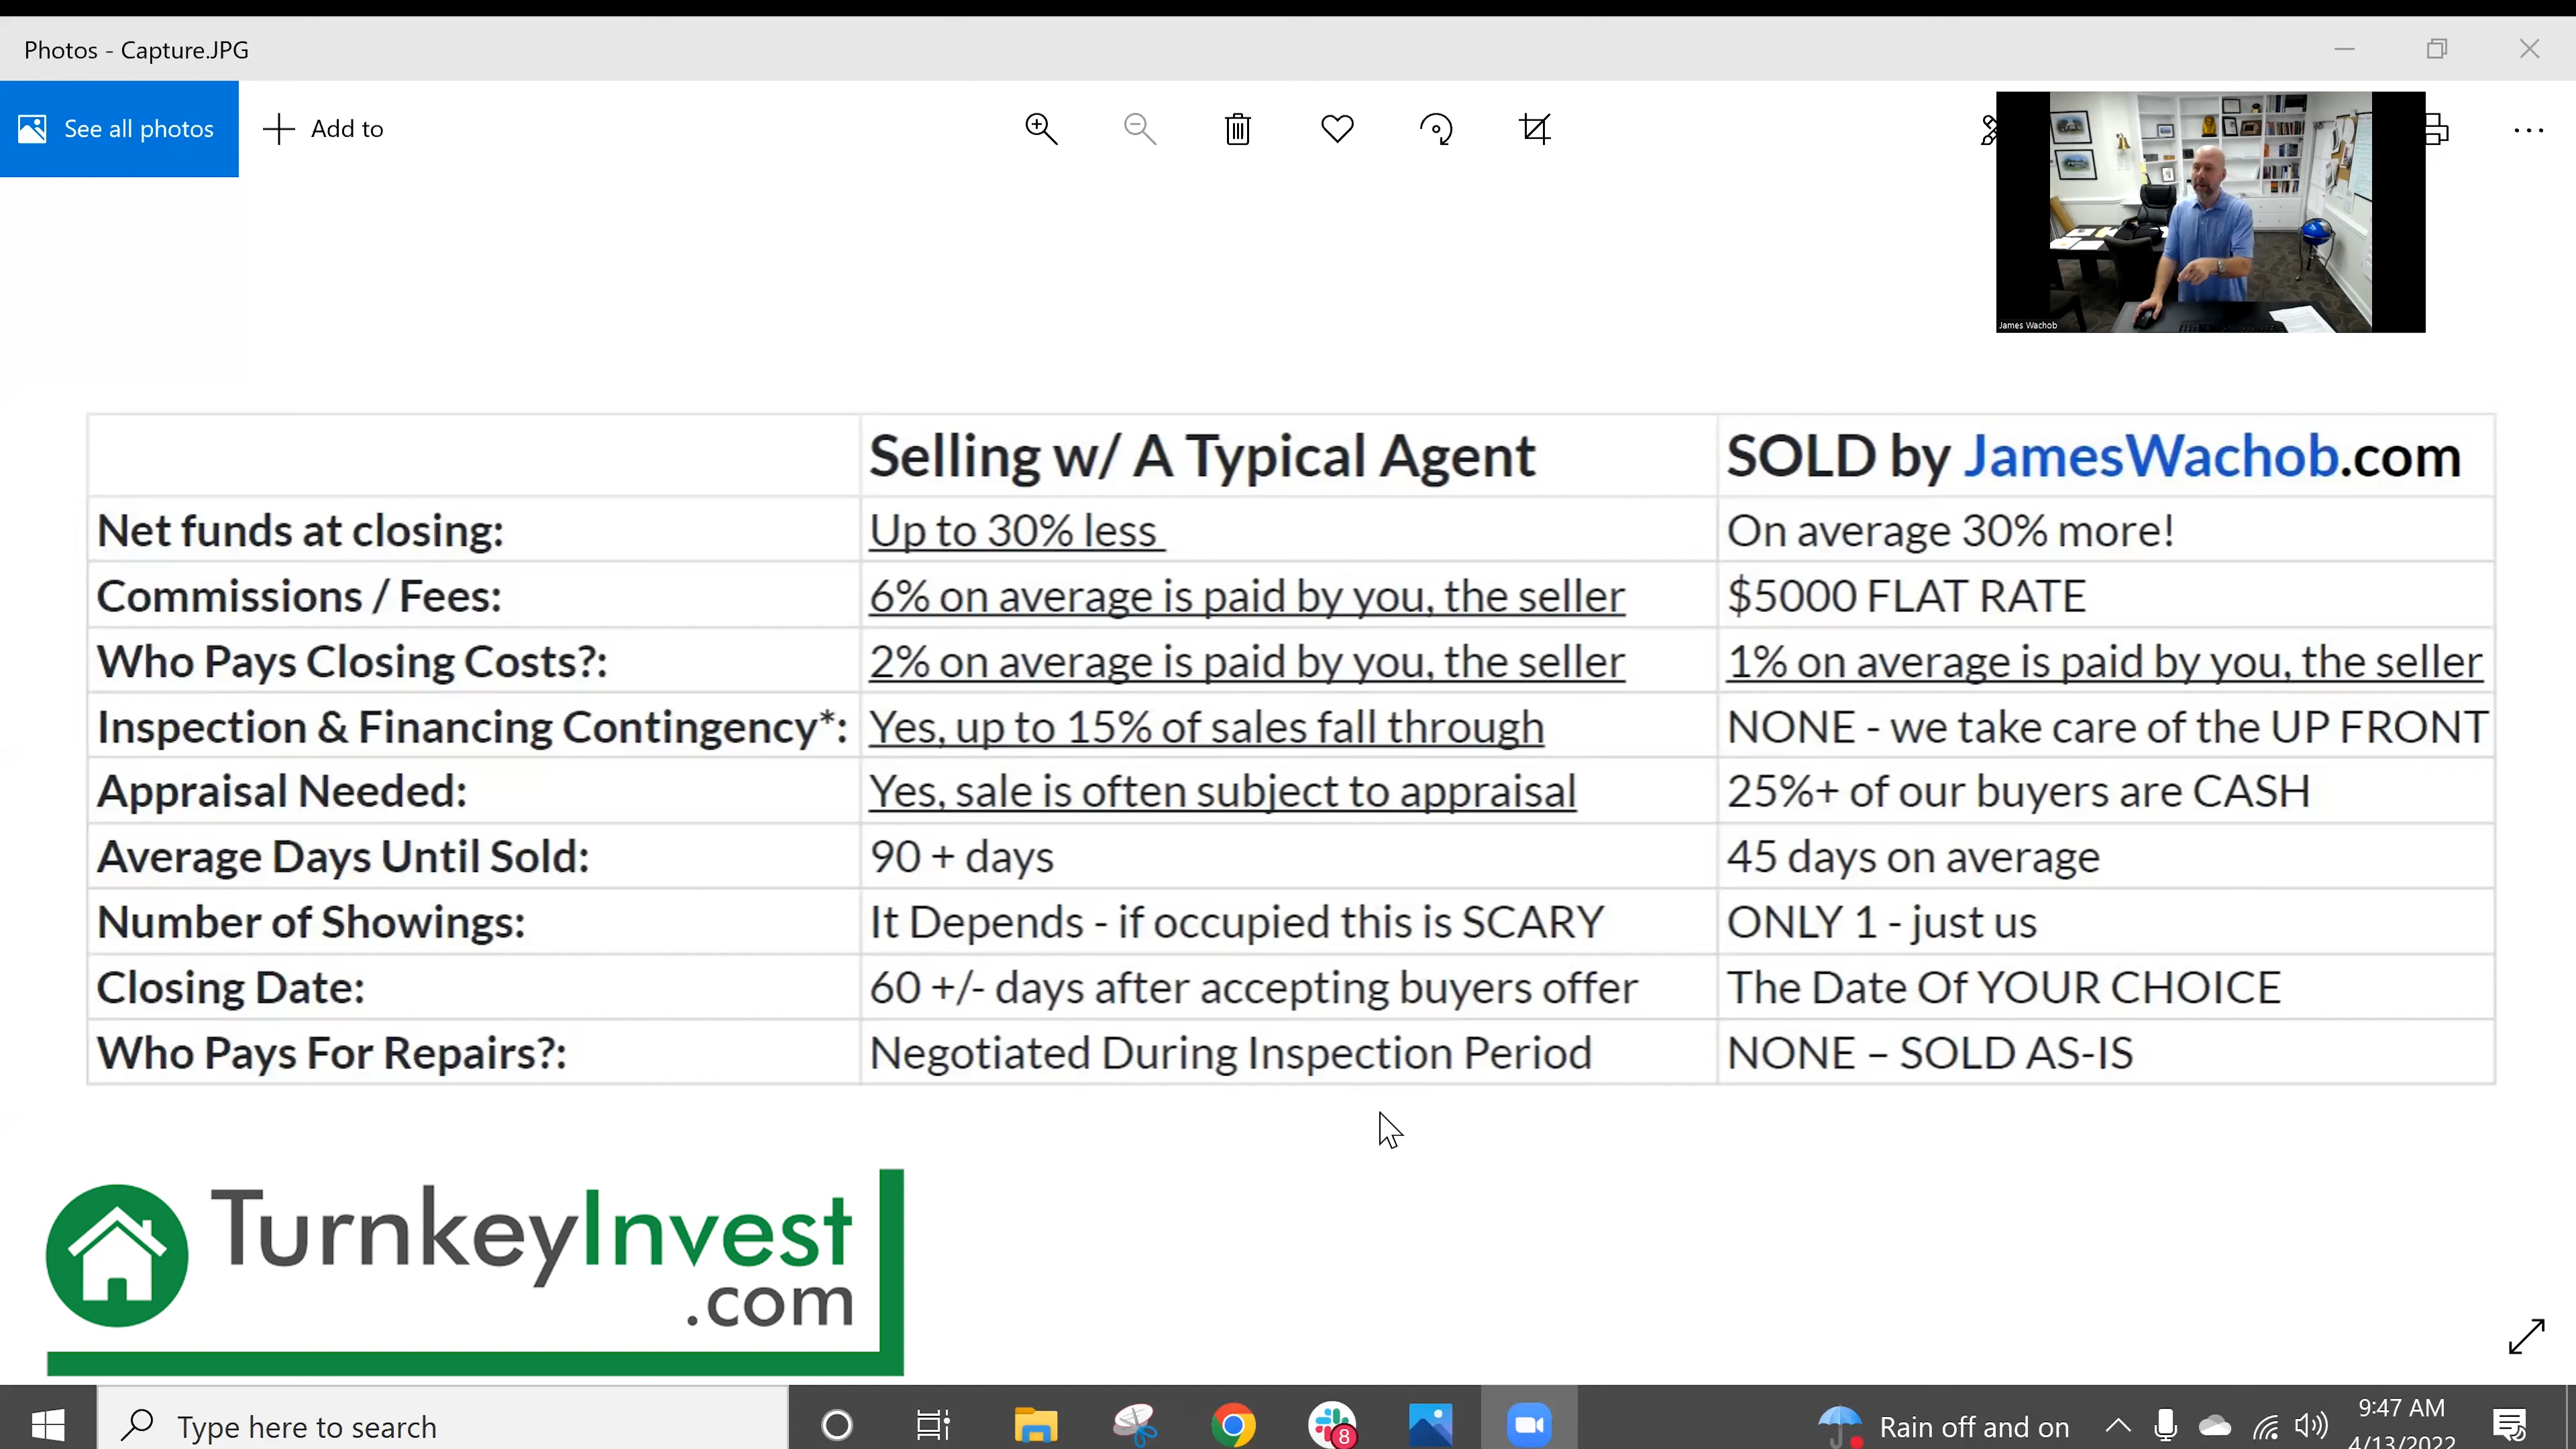 Photos - Capture.JPG
See all photos
Add to
James Wachob
Selling w/ A Typical Agent SOLD by JamesWachob.com
Net funds at closing: Up to 30% less On average 30% more!
Commissions / Fees: 6% on average is paid by you, the seller $5000 FLAT RATE
Who Pays Closing Costs?: 2% on average is paid by you, the seller 1% on average is paid by you, the seller
Inspection & Financing Contingency*: Yes, up to 15% of sales fall through NONE - we take care of the UP FRONT
Appraisal Needed: Yes, sale is often subject to appraisal 25%+ of our buyers are CASH
Average Days Until Sold: 90 + days 45 days on average
Number of Showings: It Depends - if occupied this is SCARY ONLY 1 - just us
Closing Date: 60 +/- days after accepting buyers offer The Date Of YOUR CHOICE
Who Pays For Repairs?: Negotiated During Inspection Period NONE – SOLD AS-IS
TurnkeyInvest
.com
Type here to search
8
Rain off and on
9:47 AM
4/13/2022